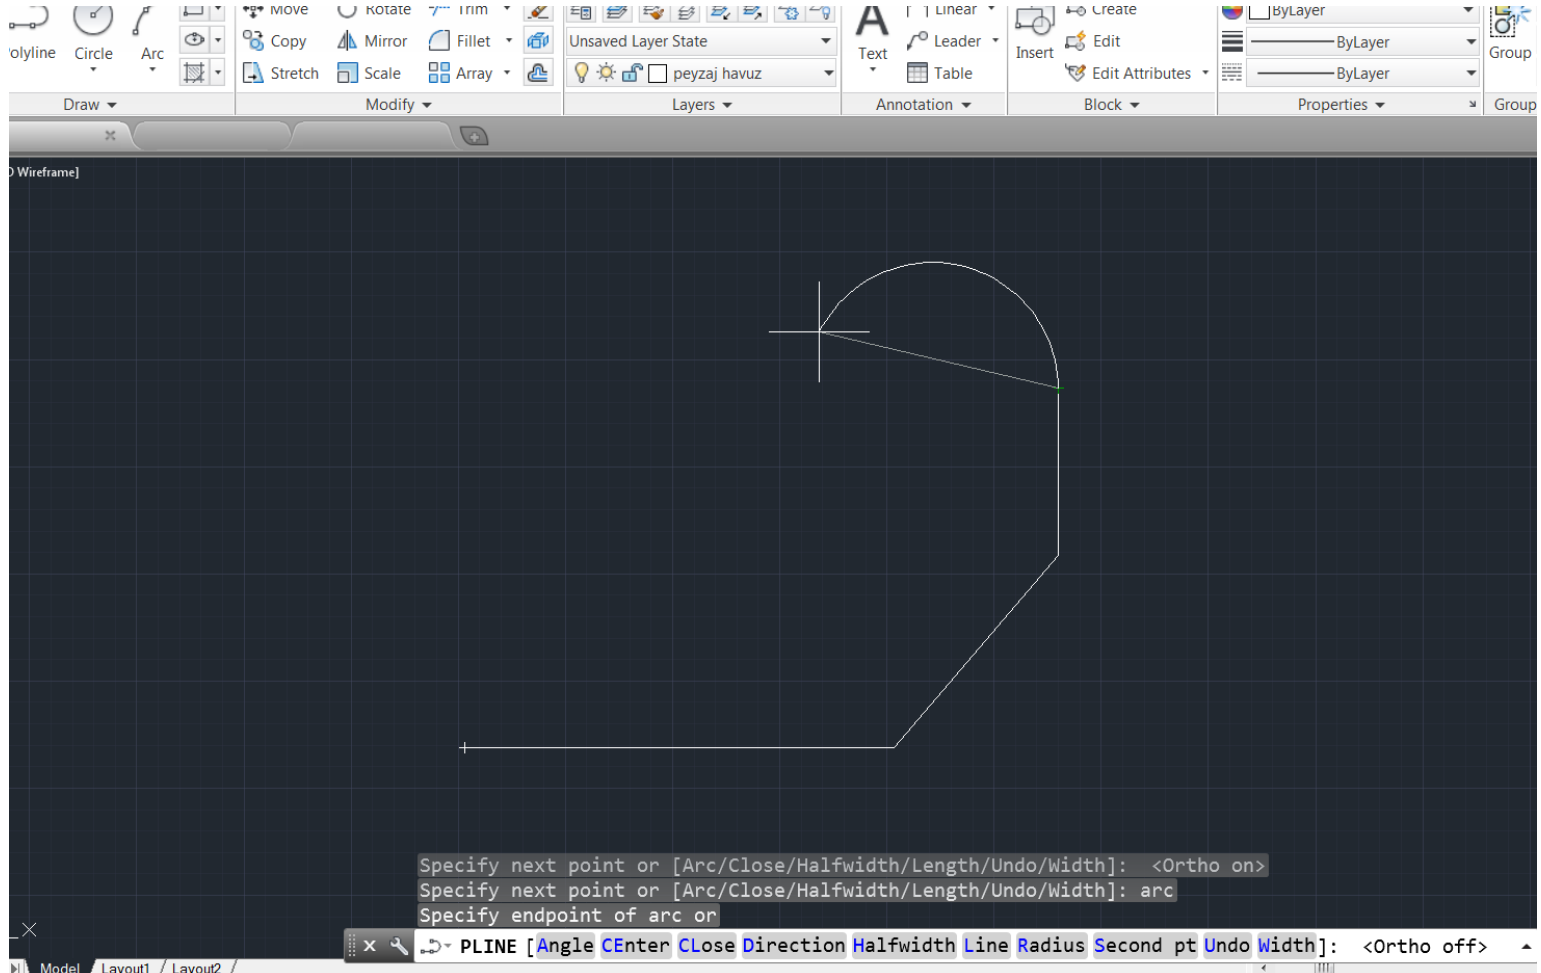 Move Rotate Trim Linear Create ByLayer
Polyline Circle Arc Copy Mirror Fillet Unsaved Layer State Text Leader Insert Edit ByLayer Group
Stretch Scale Array peyzaj havuz Table Edit Attributes ByLayer
Draw Modify Layers Annotation Block Properties Group
D Wireframe]
Specify next point or [Arc/Close/Halfwidth/Length/Undo/Width]: <Ortho on>
Specify next point or [Arc/Close/Halfwidth/Length/Undo/Width]: arc
Specify endpoint of arc or
X
PLINE [Angle CEnter CLose Direction Halfwidth Line Radius Second pt Undo Width]: <Ortho off>
Model Layout1 Layout2